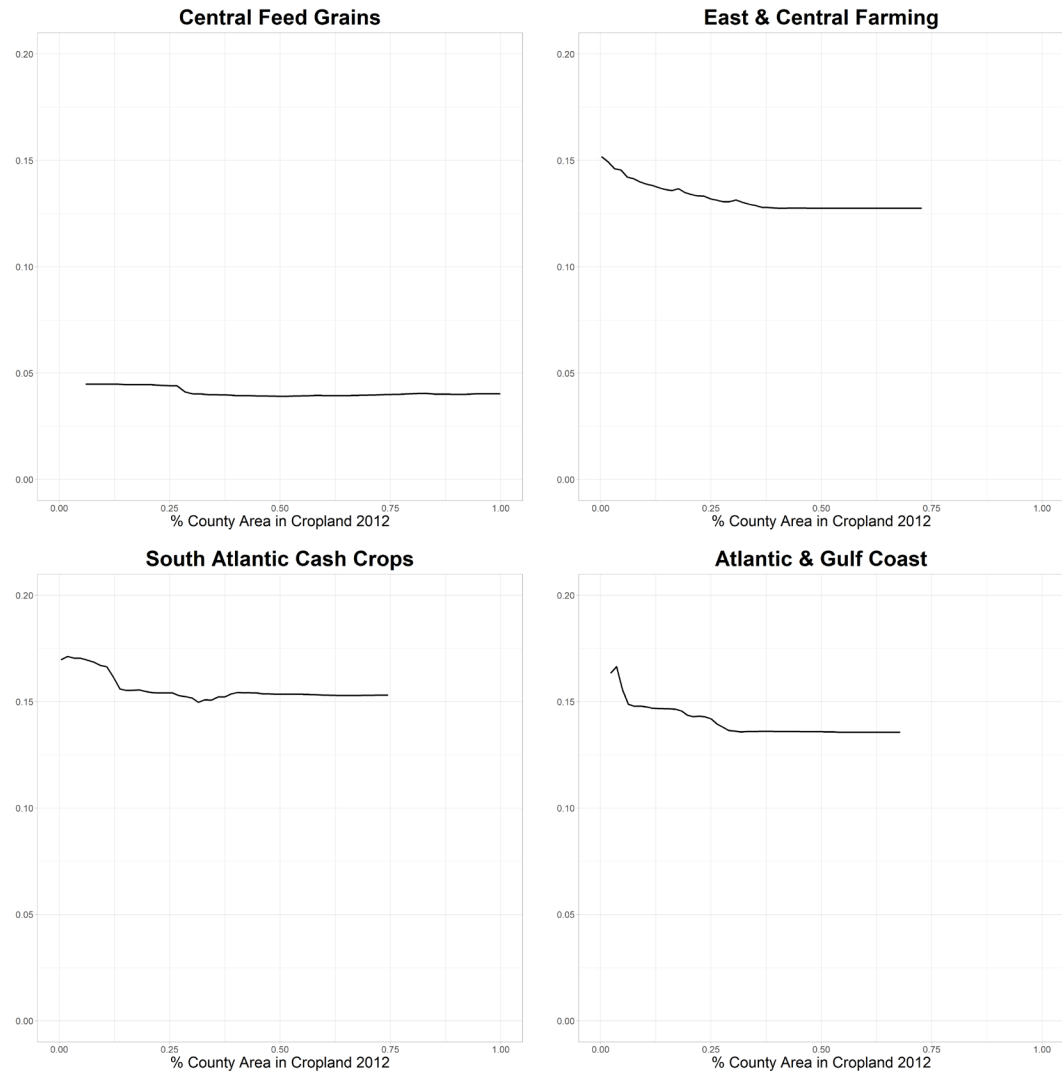 Central Feed Grains
0.20
0.15
0.10
0.05
0.00
0.00 0.25 0.50 0.75 1.00
% County Area in Cropland 2012
East & Central Farming
0.20
0.15
0.10
0.05
0.00
0.00 0.25 0.50 0.75 1.00
% County Area in Cropland 2012
South Atlantic Cash Crops
0.20
0.15
0.10
0.05
0.00
0.00 0.25 0.50 0.75 1.00
% County Area in Cropland 2012
Atlantic & Gulf Coast
0.20
0.15
0.10
0.05
0.00
0.00 0.25 0.50 0.75 1.00
% County Area in Cropland 2012